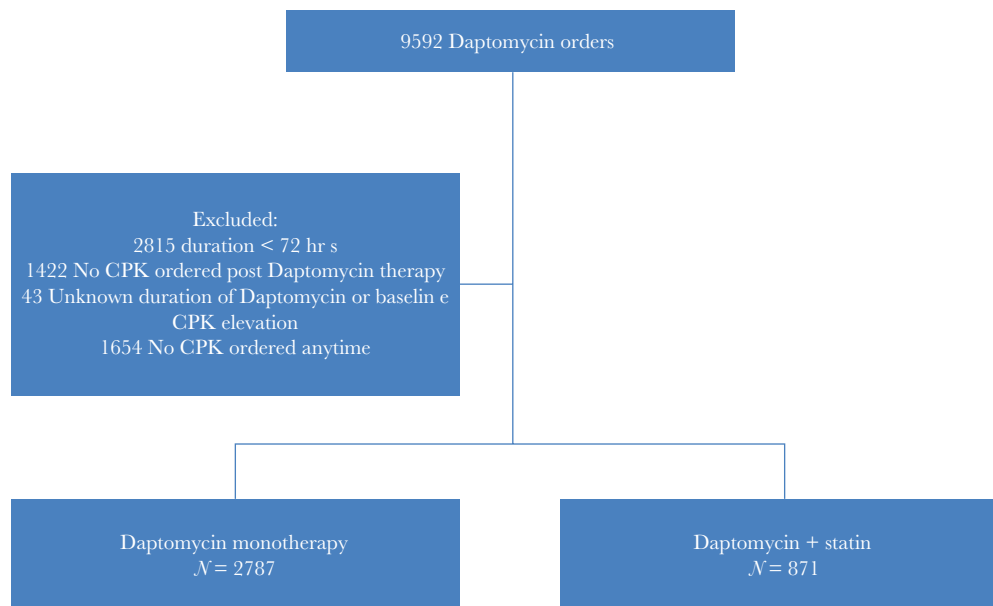 9592 Daptomycin orders
Excluded:
2815 duration < 72 hr s
1422 No CPK ordered post Daptomycin therapy
43 Unknown duration of Daptomycin or baselin e
CPK elevation
1654 No CPK ordered anytime
Daptomycin monotherapy
N = 2787
Daptomycin + statin
N = 871